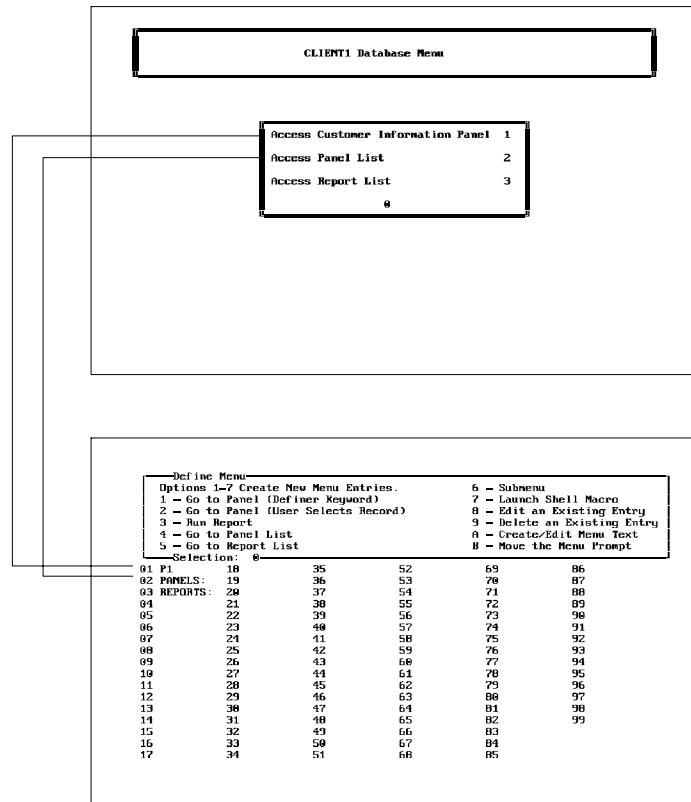 CLIENT1 Database Menu
Access Customer Information Panel 1
Access Panel List 2
Access Report List 3
0
Define Menu
Options 1-7 Create New Menu Entries. 6 - Submenu
1 - Go to Panel (Definer Keyword) 7 - Launch Shell Macro
2 - Go to Panel (User Selects Record) 8 - Edit an Existing Entry
3 - Run Report 9 - Delete an Existing Entry
4 - Go to Panel List A - Create/Edit Menu Text
5 - Go to Report List B - Move the Menu Prompt
Selection: 0
01 P1 18 35 52 69 86
02 PANELS: 19 36 53 70 87
03 REPORTS: 20 37 54 71 88
04 21 38 55 72 89
05 22 39 56 73 90
06 23 40 57 74 91
07 24 41 58 75 92
08 25 42 59 76 93
09 26 43 60 77 94
10 27 44 61 78 95
11 28 45 62 79 96
12 29 46 63 80 97
13 30 47 64 81 98
14 31 48 65 82 99
15 32 49 66 83
16 33 50 67 84
17 34 51 68 85